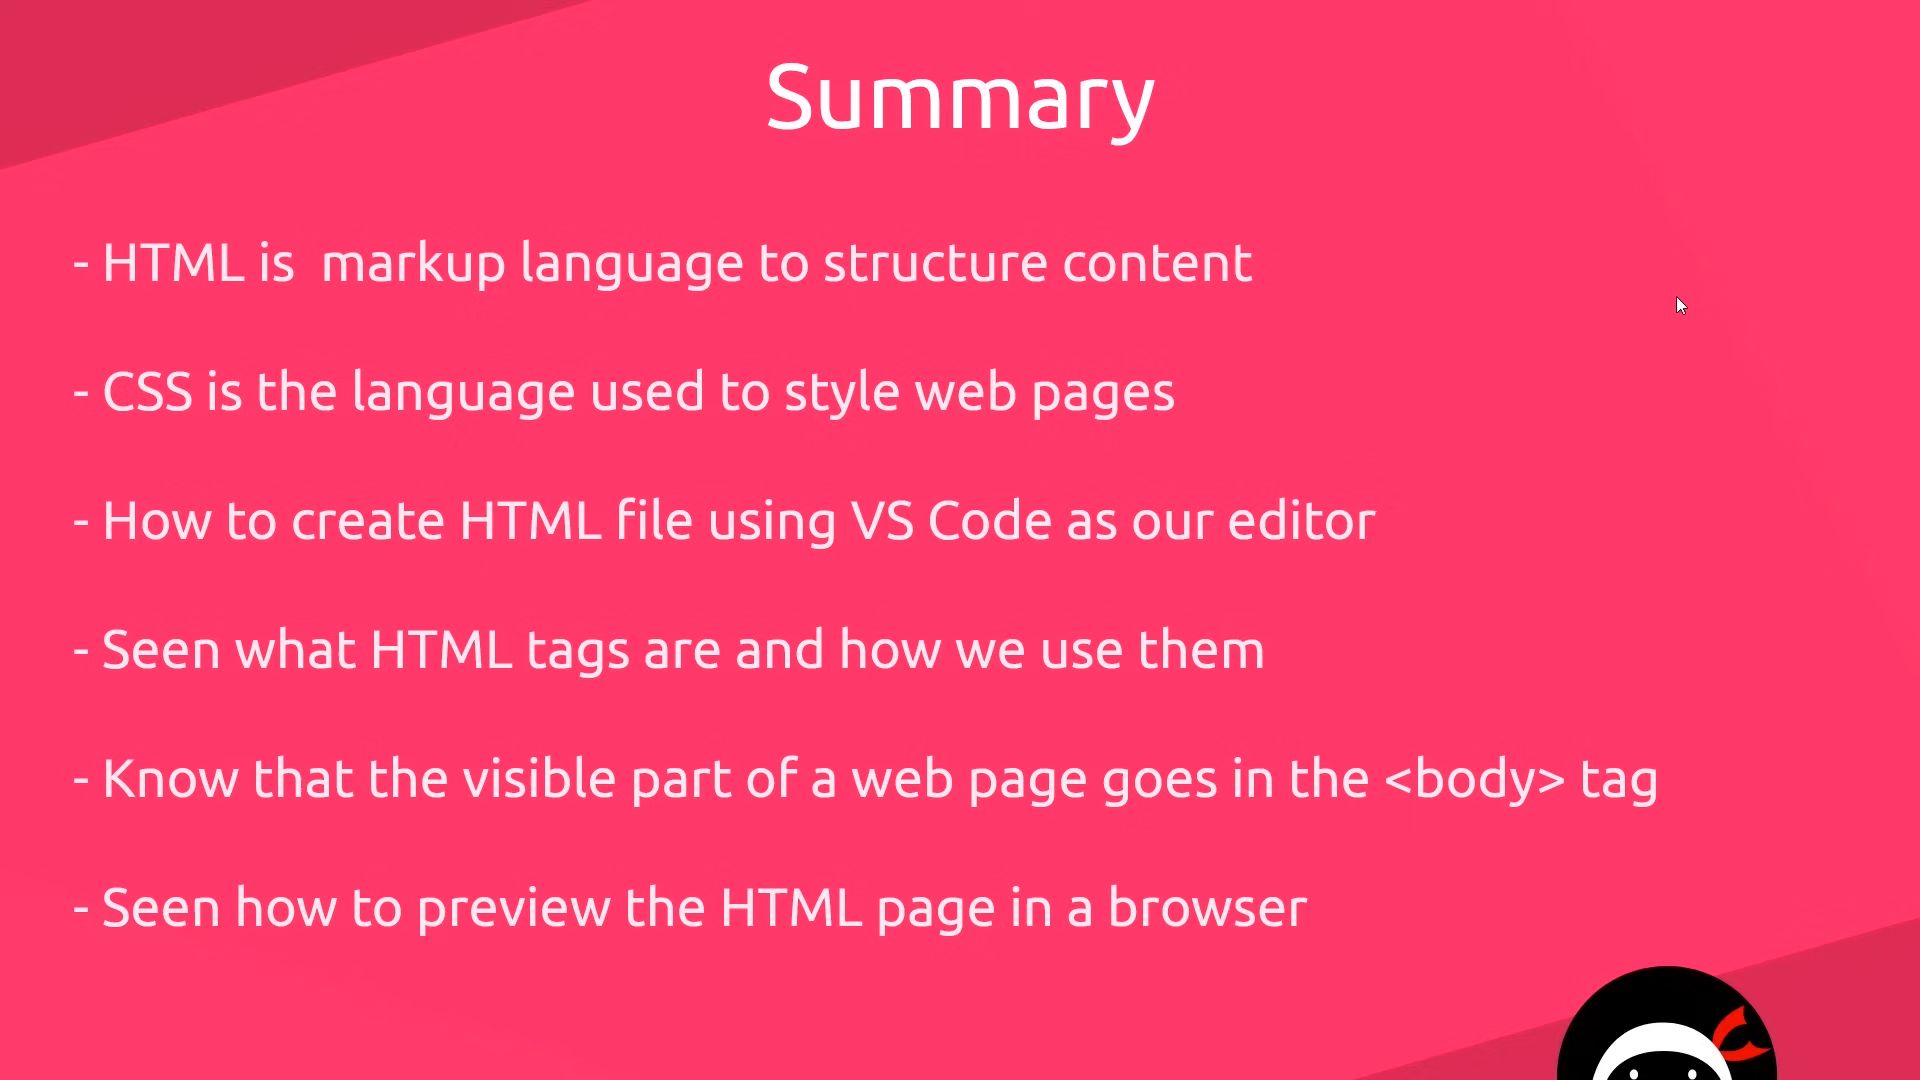 Summary
- HTML is  markup language to structure content
- CSS is the language used to style web pages
- How to create HTML file using VS Code as our editor
- Seen what HTML tags are and how we use them
- Know that the visible part of a web page goes in the <body> tag
- Seen how to preview the HTML page in a browser